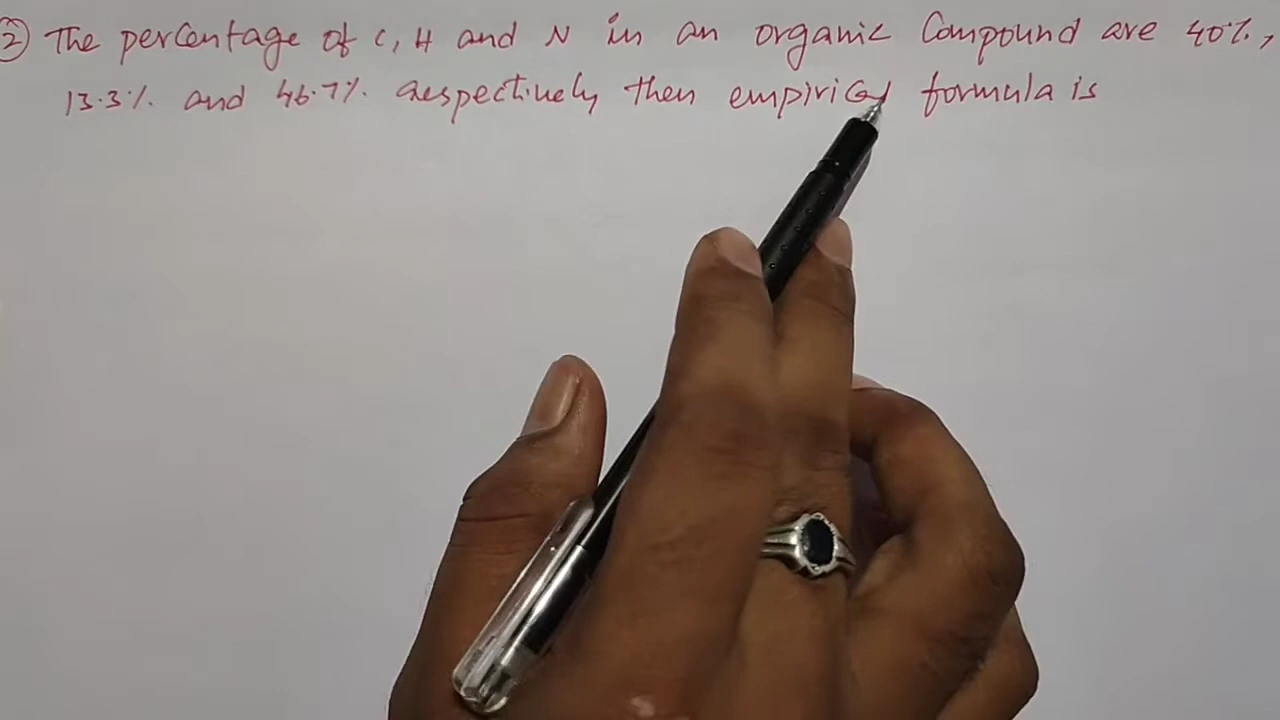 2) The percentage of C, H and N in an organic Compound are 40%,
13.3% and 46.7% respectively then empirical formula is